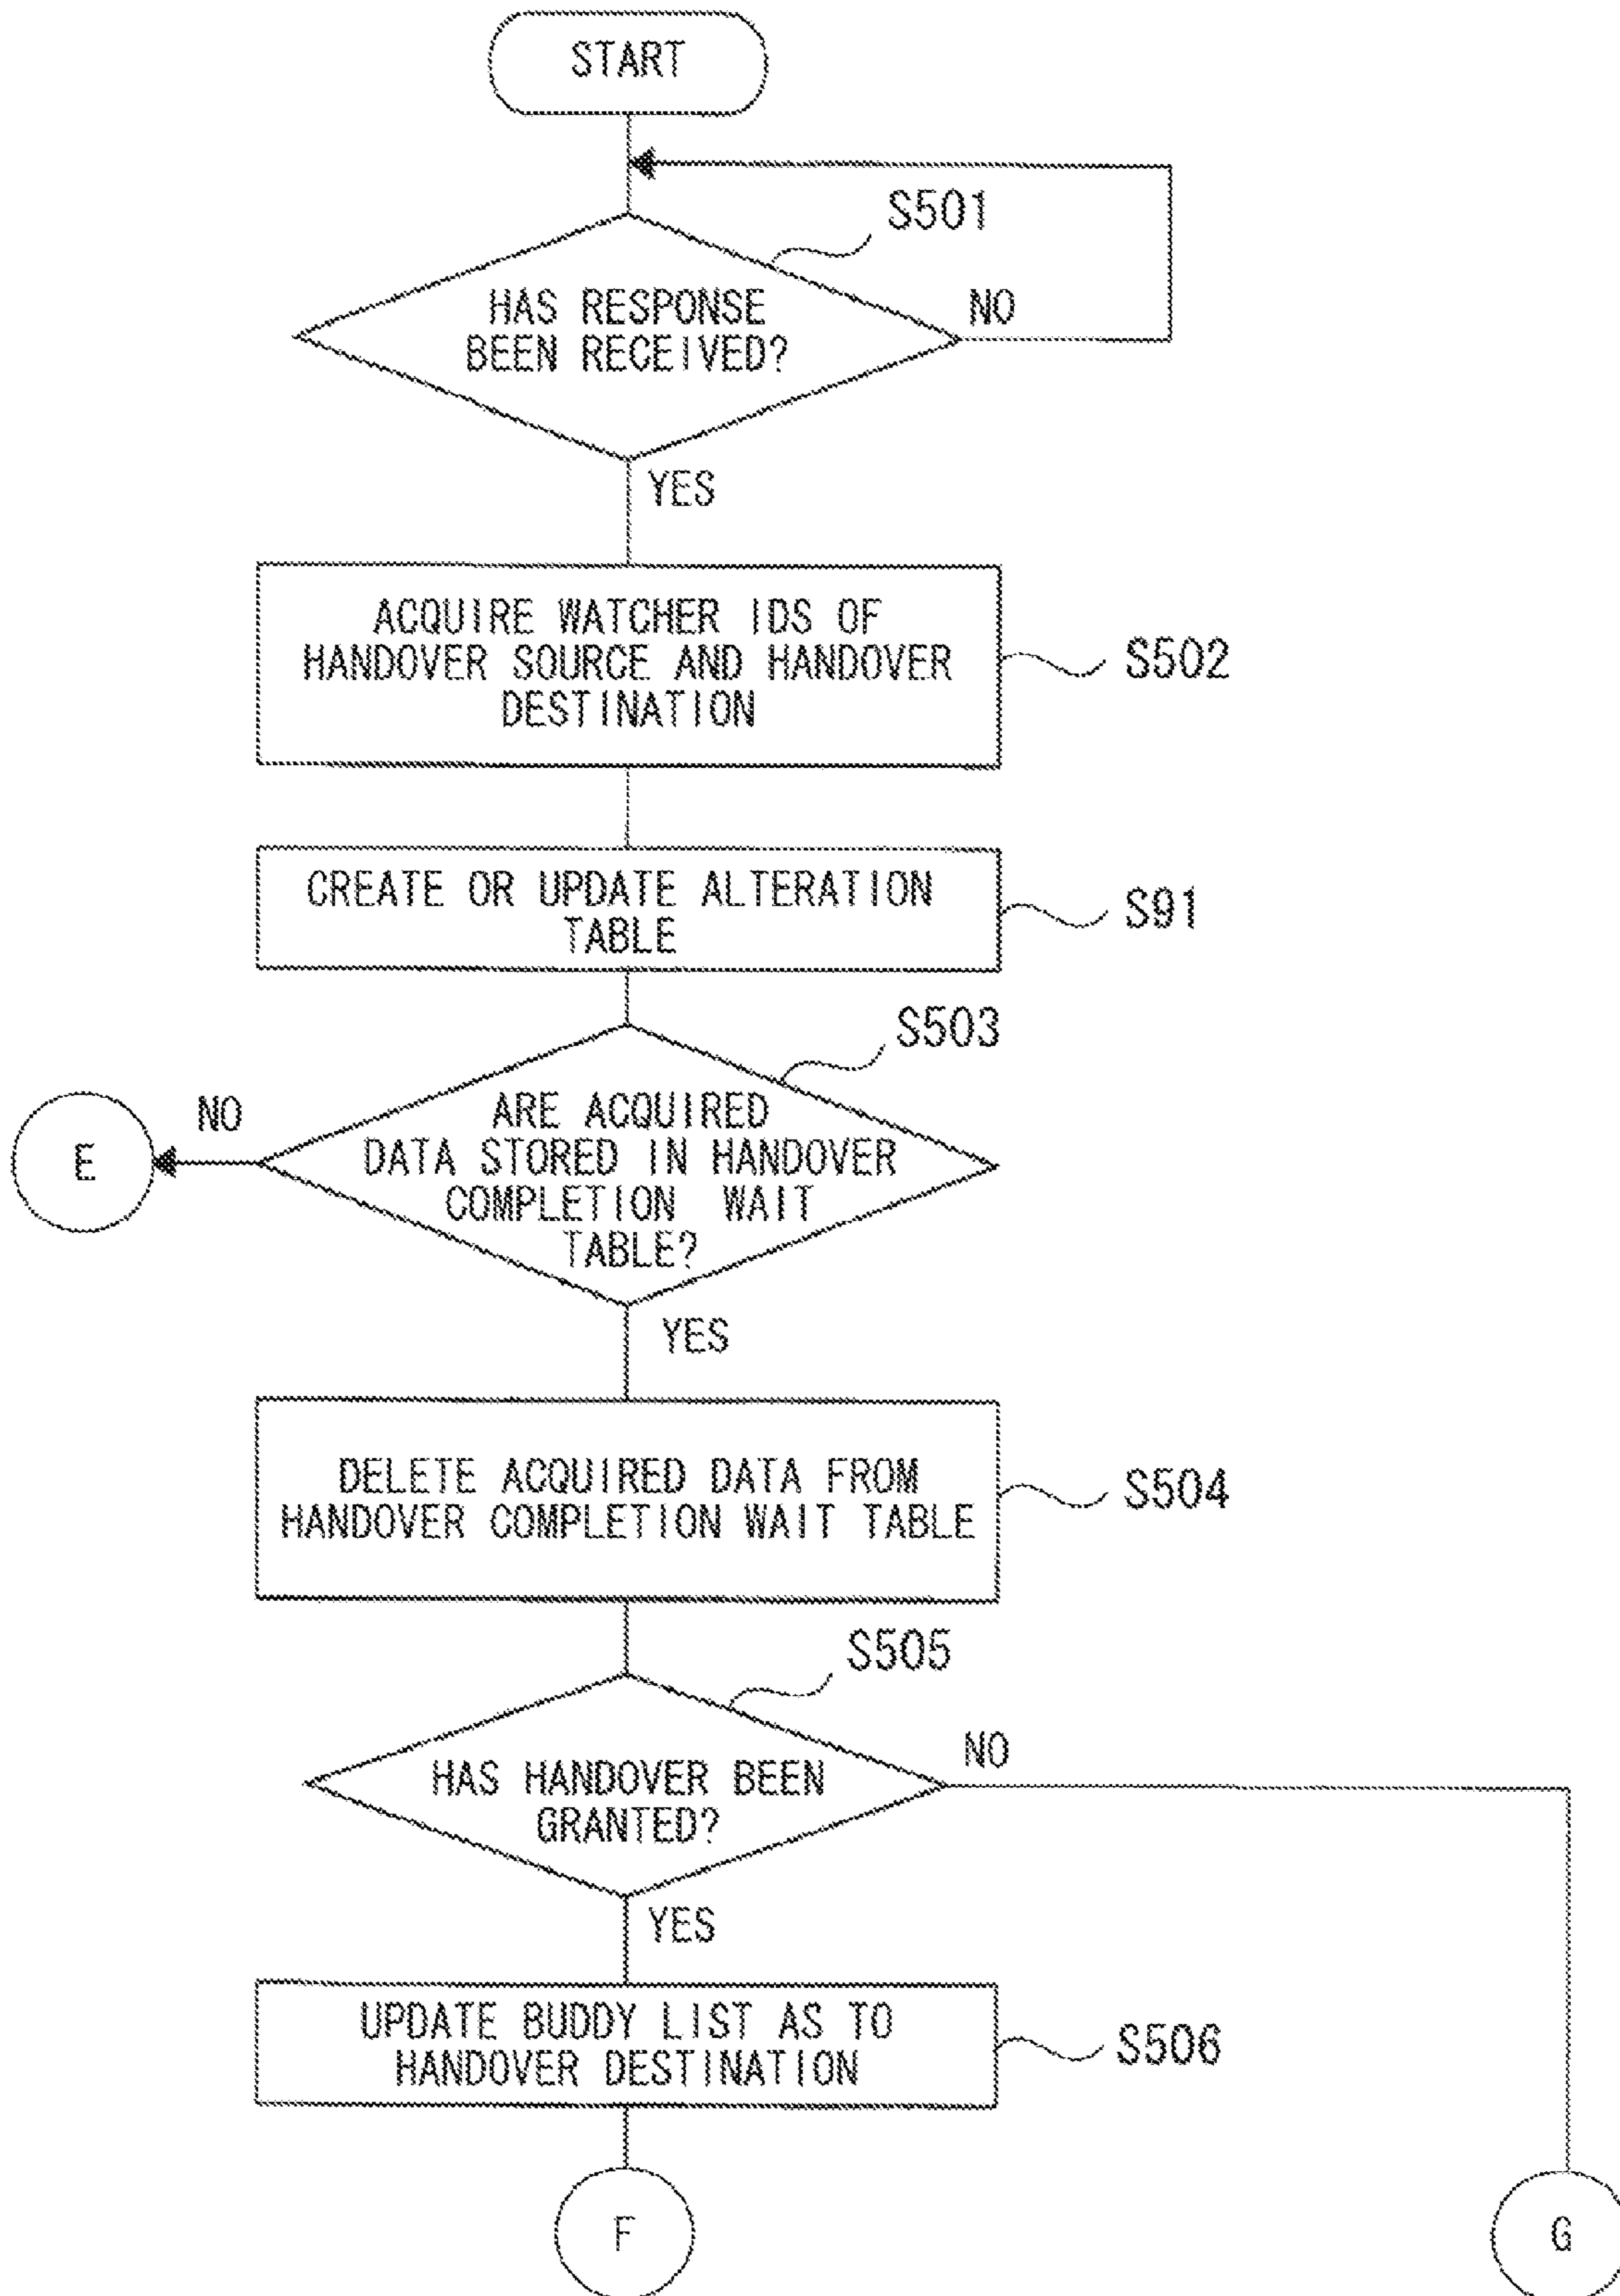 START
S501
HAS RESPONSE
BEEN RECEIVED?
NO
YES
ACQUIRE WATCHER IDS OF
HANDOVER SOURCE AND HANDOVER
DESTINATION
S502
CREATE OR UPDATE ALTERATION
TABLE
S91
S503
ARE ACQUIRED
DATA STORED IN HANDOVER
COMPLETION WAIT
TABLE?
NO
E
YES
DELETE ACQUIRED DATA FROM
HANDOVER COMPLETION WAIT TABLE
S504
S505
HAS HANDOVER BEEN
GRANTED?
NO
YES
UPDATE BUDDY LIST AS TO
HANDOVER DESTINATION
S506
F
G